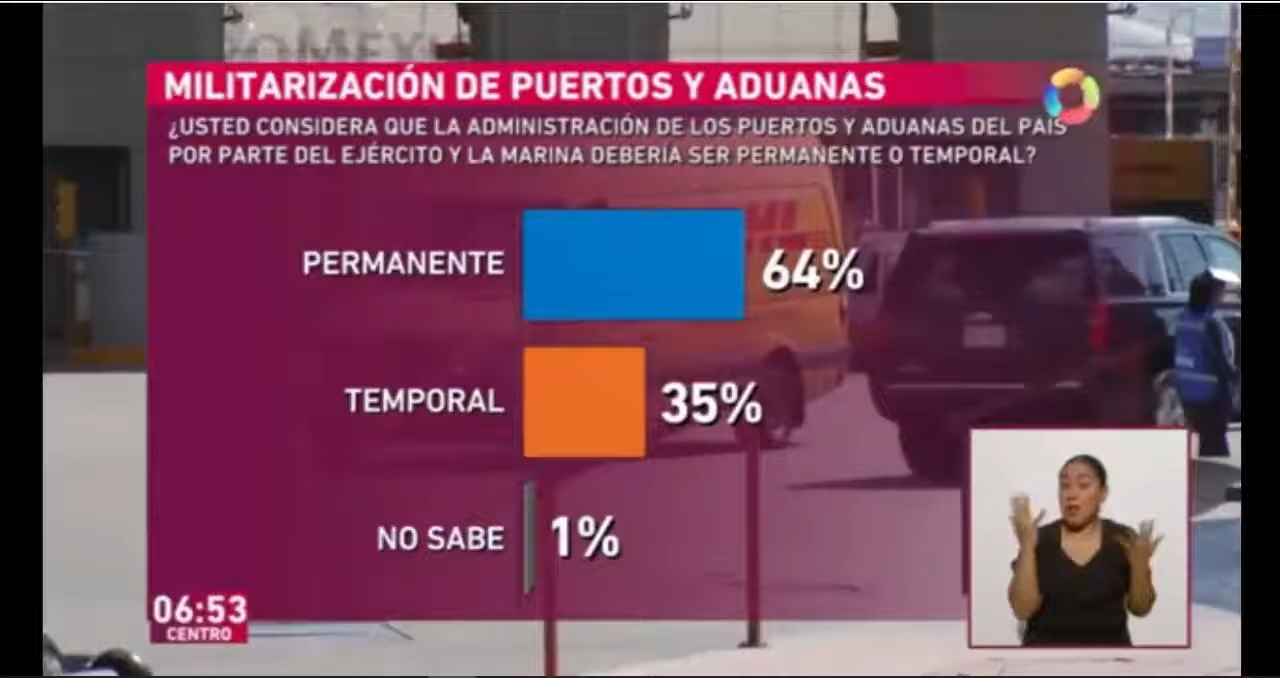 MILITARIZACIÓN DE PUERTOS Y ADUANAS
¿USTED CONSIDERA QUE LA ADMINISTRACIÓN DE LOS PUERTOS Y ADUANAS DEL PAÍS
POR PARTE DEL EJÉRCITO Y LA MARINA DEBERÍA SER PERMANENTE O TEMPORAL?
PERMANENTE
64%
TEMPORAL
35%
NO SABE
1%
06:53
CENTRO